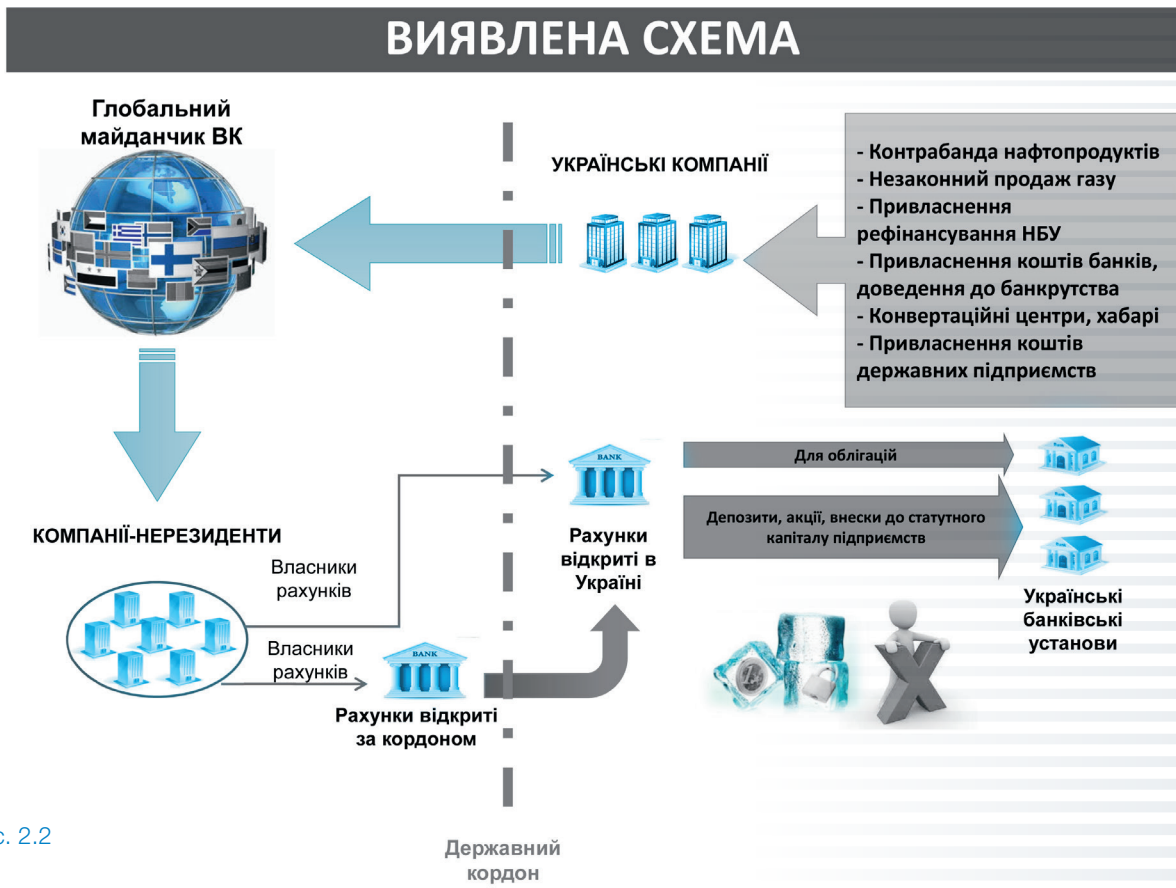 ВИЯВЛЕНА СХЕМА
Глобальний
майданчик ВК
УКРАЇНСЬКІ КОМПАНІЇ
- Контрабанда нафтопродуктів
- Незаконний продаж газу
- Привласнення
рефінансування НБУ
- Привласнення коштів банків,
доведення до банкрутства
- Конвертаційні центри, хабарі
- Привласнення коштів
державних підприємств
КОМПАНІЇ-НЕРЕЗИДЕНТИ
Власники
рахунків
Власники
рахунків
BANK
Рахунки відкриті
за кордоном
BANK
Рахунки
відкриті в
Україні
Для облігацій
Депозити, акції, внески до статутного
капіталу підприємств
Українські
банківські
установи
с. 2.2
Державний
кордон